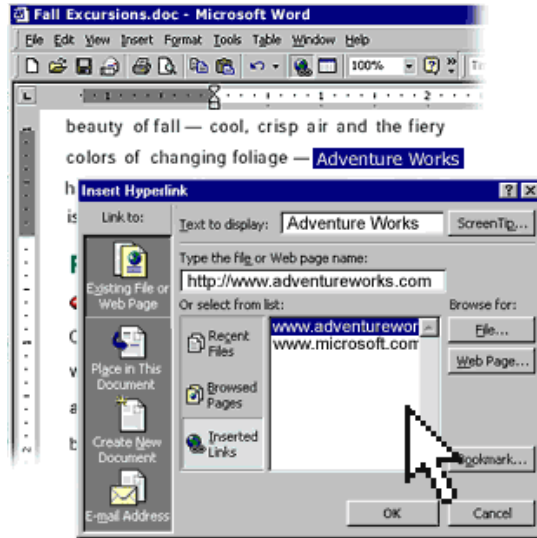 Fall Excursions.doc - Microsoft Word
File Edit View Insert Format Tools Table Window Help
100%
1 1 2
beauty of fall — cool, crisp air and the fiery
colors of changing foliage — Adventure Works
Insert Hyperlink
Link to:
Text to display: Adventure Works ScreenTip...
Type the file or Web page name:
Existing File or
Web Page
http://www.adventureworks.com
Or select from list: Browse for:
Recent
Files
www.adventurewor
www.microsoft.com
File...
Web Page...
Place in This
Document
Browsed
Pages
Create New
Document
Inserted
Links
Bookmark...
E-mail Address
OK Cancel